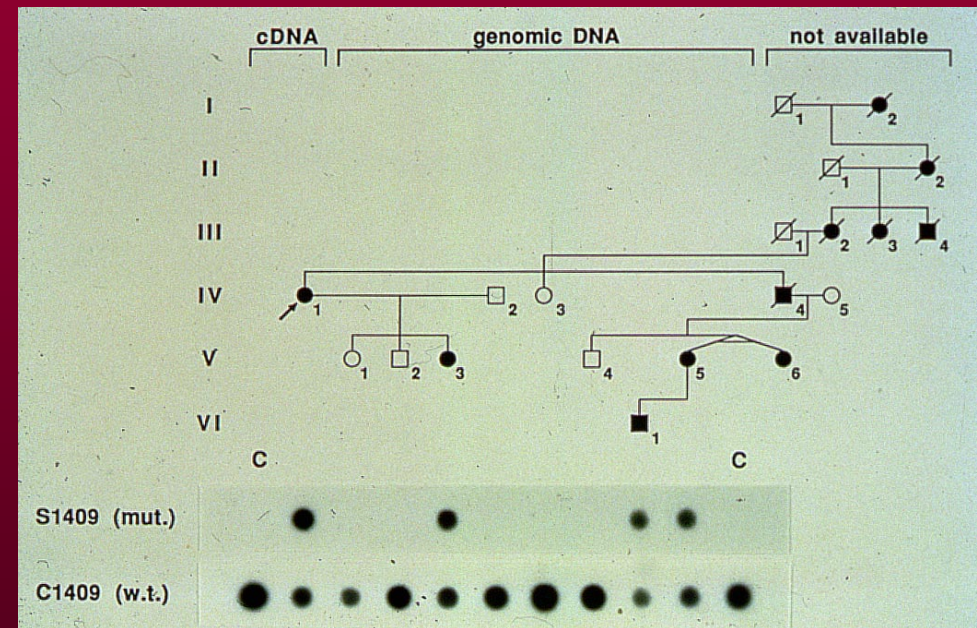 cDNA genomic DNA not available
I 1 2
II 1 2
III 1 2 3 4
IV 1 2 3 4 5
V 1 2 3 4 5 6
VI 1
C C
S1409 (mut.)
C1409 (w.t.)